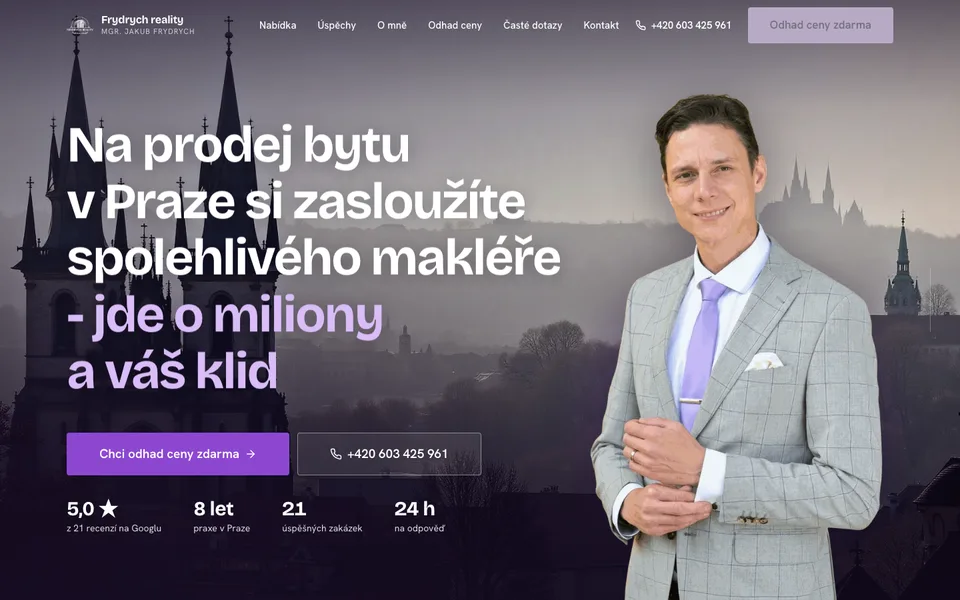 Frydrych reality
MGR. JAKUB FRYDRYCH
Nabídka
Úspěchy
O mně
Odhad ceny
Časté dotazy
Kontakt
+420 603 425 961
Odhad ceny zdarma
Na prodej bytu
v Praze si zasloužíte
spolehlivého makléře
- jde o miliony
a váš klid
Chci odhad ceny zdarma →
+420 603 425 961
5,0 ★
z 21 recenzí na Googlu
8 let
praxe v Praze
21
úspěšných zakázek
24 h
na odpověď